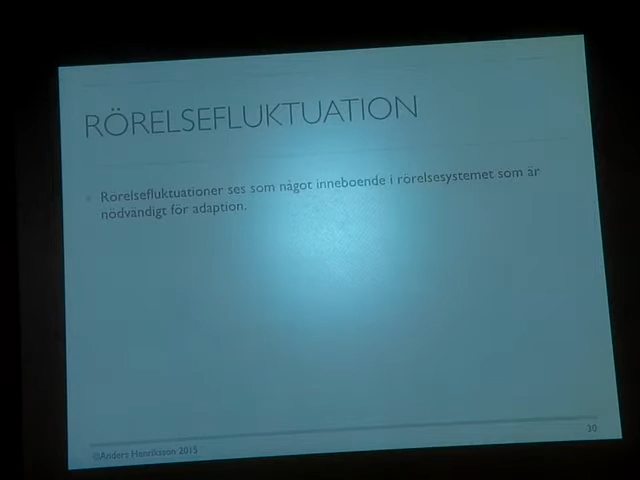 RÖRELSEFLUKTUATION
Rörelsefluktuationer ses som något inneboende i rörelsesystemet som är
nödvändigt för adaption.
30
©Anders Henriksson 2015